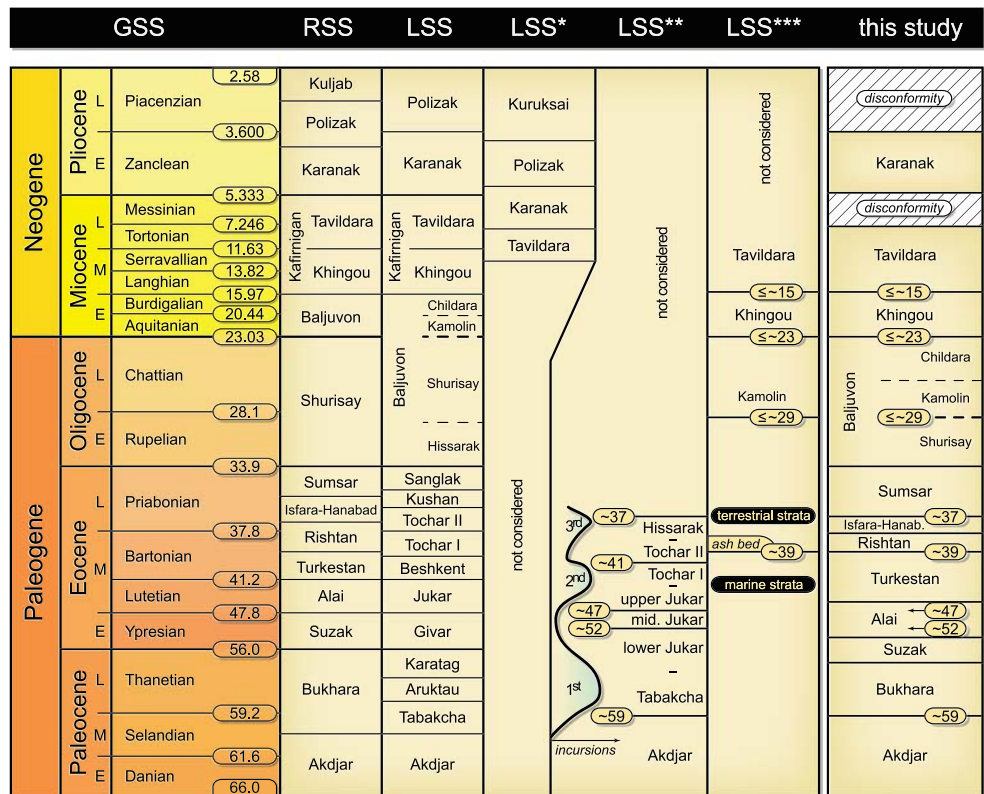 GSS RSS LSS LSS* LSS** LSS*** this study
Neogene
Paleogene
Pliocene
Miocene
Oligocene
Eocene
Paleocene
L
E
L
M
E
L
E
L
M
E
L
M
E
Piacenzian
Zanclean
Messinian
Tortonian
Serravallian
Langhian
Burdigalian
Aquitanian
Chattian
Rupelian
Priabonian
Bartonian
Lutetian
Ypresian
Thanetian
Selandian
Danian
2.58
3.600
5.333
7.246
11.63
13.82
15.97
20.44
23.03
28.1
33.9
37.8
41.2
47.8
56.0
59.2
61.6
66.0
Kuljab
Polizak
Karanak
Kafirnigan
Tavildara
Khingou
Baljuvon
Shurisay
Sumsar
Isfara-Hanabad
Rishtan
Turkestan
Alai
Suzak
Bukhara
Akdjar
Polizak
Karanak
Kafirnigan
Tavildara
Khingou
Baljuvon
Childara
Kamolin
Shurisay
Hissarak
Sanglak
Kushan
Tochar II
Tochar I
Beshkent
Jukar
Givar
Karatag
Aruktau
Tabakcha
Akdjar
Kuruksai
Polizak
Karanak
Tavildara
not considered
3rd
2nd
1st
incursions
not considered
~37
Hissarak
–
Tochar II
~41
Tochar I
–
upper Jukar
~47
mid. Jukar
~52
lower Jukar
–
Tabakcha
~59
Akdjar
not considered
Tavildara
≤~15
Khingou
≤~23
Kamolin
≤~29
terrestrial strata
ash bed
~39
marine strata
disconformity
Karanak
disconformity
Tavildara
≤~15
Khingou
≤~23
Baljuvon
Childara
Kamolin
≤~29
Shurisay
Sumsar
~37
Isfara-Hanab.
Rishtan
~39
Turkestan
Alai
~47
~52
Suzak
Bukhara
~59
Akdjar